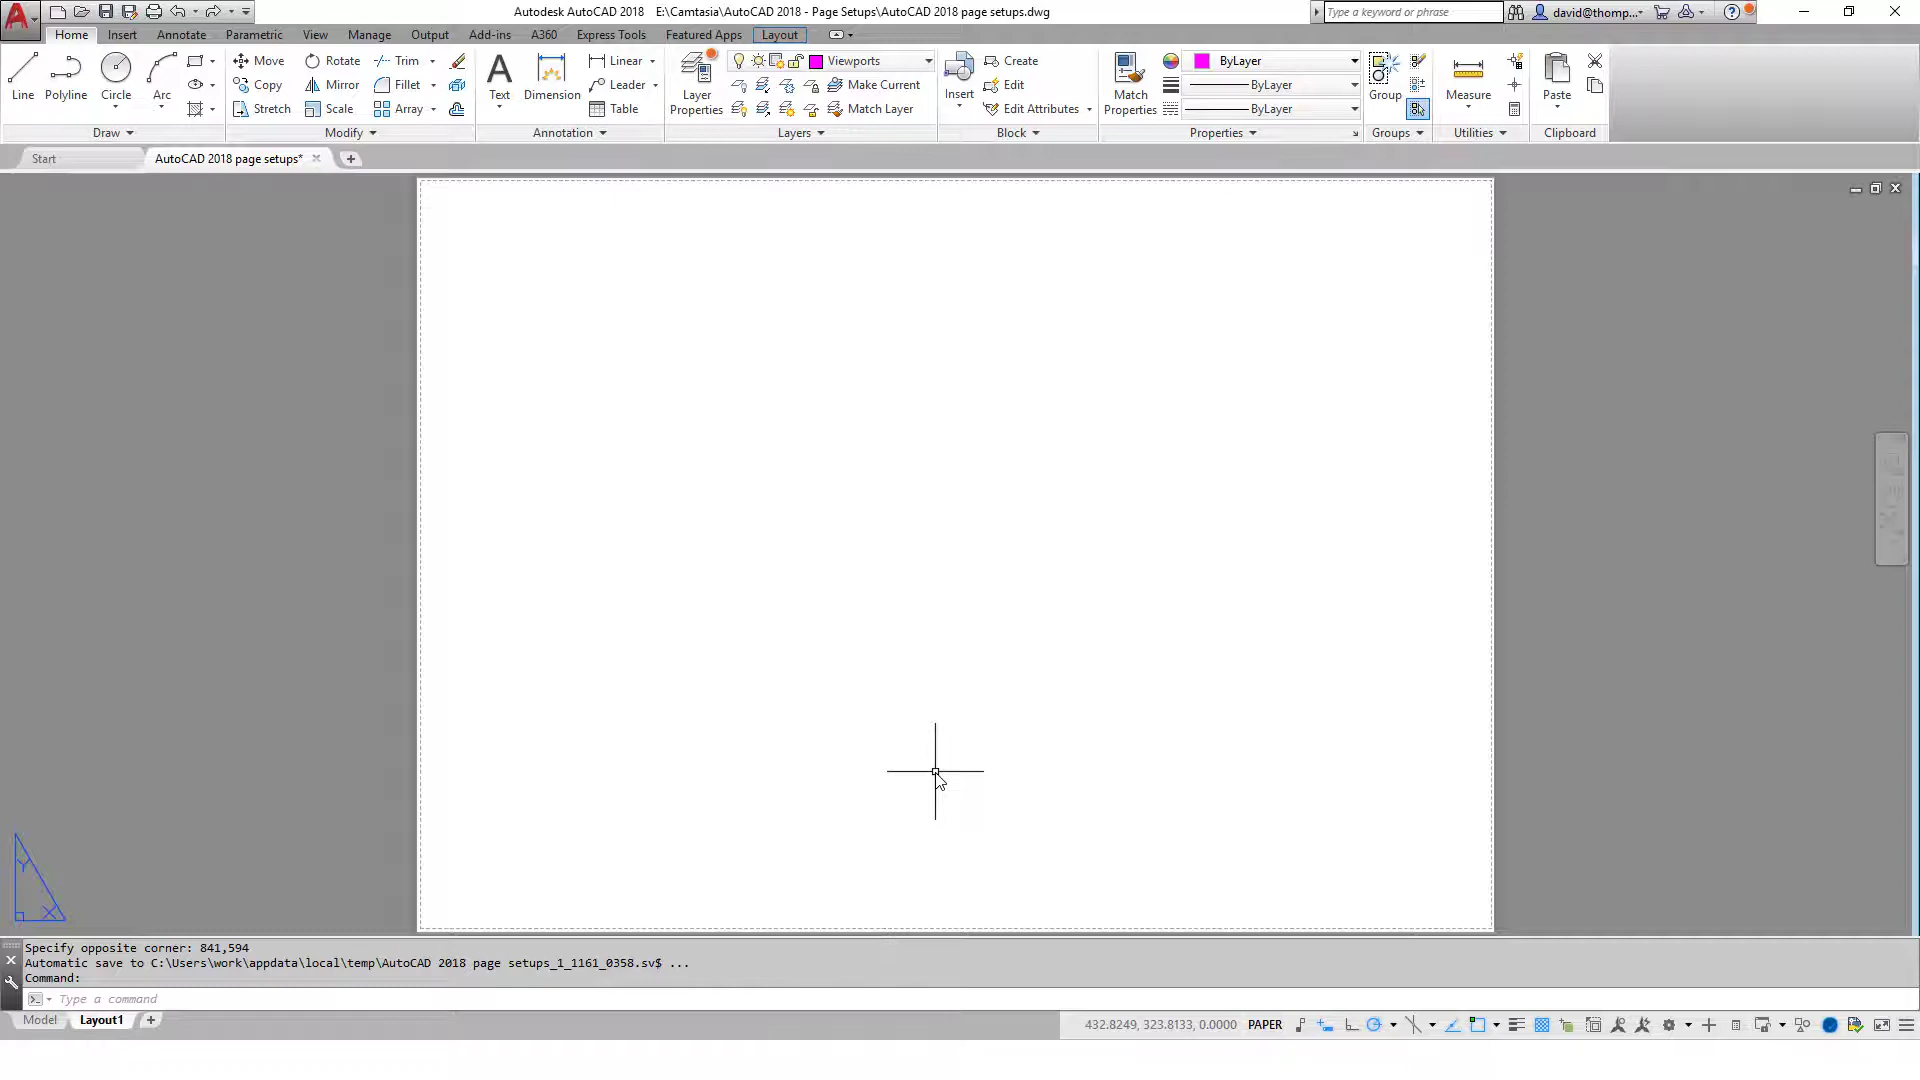 Autodesk AutoCAD 2018 E:\Camtasia\AutoCAD 2018 - Page Setups\AutoCAD 2018 page setups.dwg
Type a keyword or phrase
david@thomp...
Home Insert Annotate Parametric View Manage Output Add-ins A360 Express Tools Featured Apps Layout
Line
Polyline
Circle
Arc
Draw
Move
Rotate
Trim
Copy
Mirror
Fillet
Stretch
Scale
Array
Modify
Text
Dimension
Linear
Leader
Table
Annotation
Layer
Properties
Viewports
Make Current
Match Layer
Layers
Insert
Create
Edit
Edit Attributes
Block
Match
Properties
ByLayer
ByLayer
ByLayer
Properties
Group
Groups
Measure
Utilities
Paste
Clipboard
Start
AutoCAD 2018 page setups*
Y
X
Specify opposite corner: 841,594
Automatic save to C:\Users\work\appdata\local\temp\AutoCAD 2018 page setups_1_1161_0358.sv$ ...
Command:
Type a command
Model Layout1
432.8249, 323.8133, 0.0000 PAPER